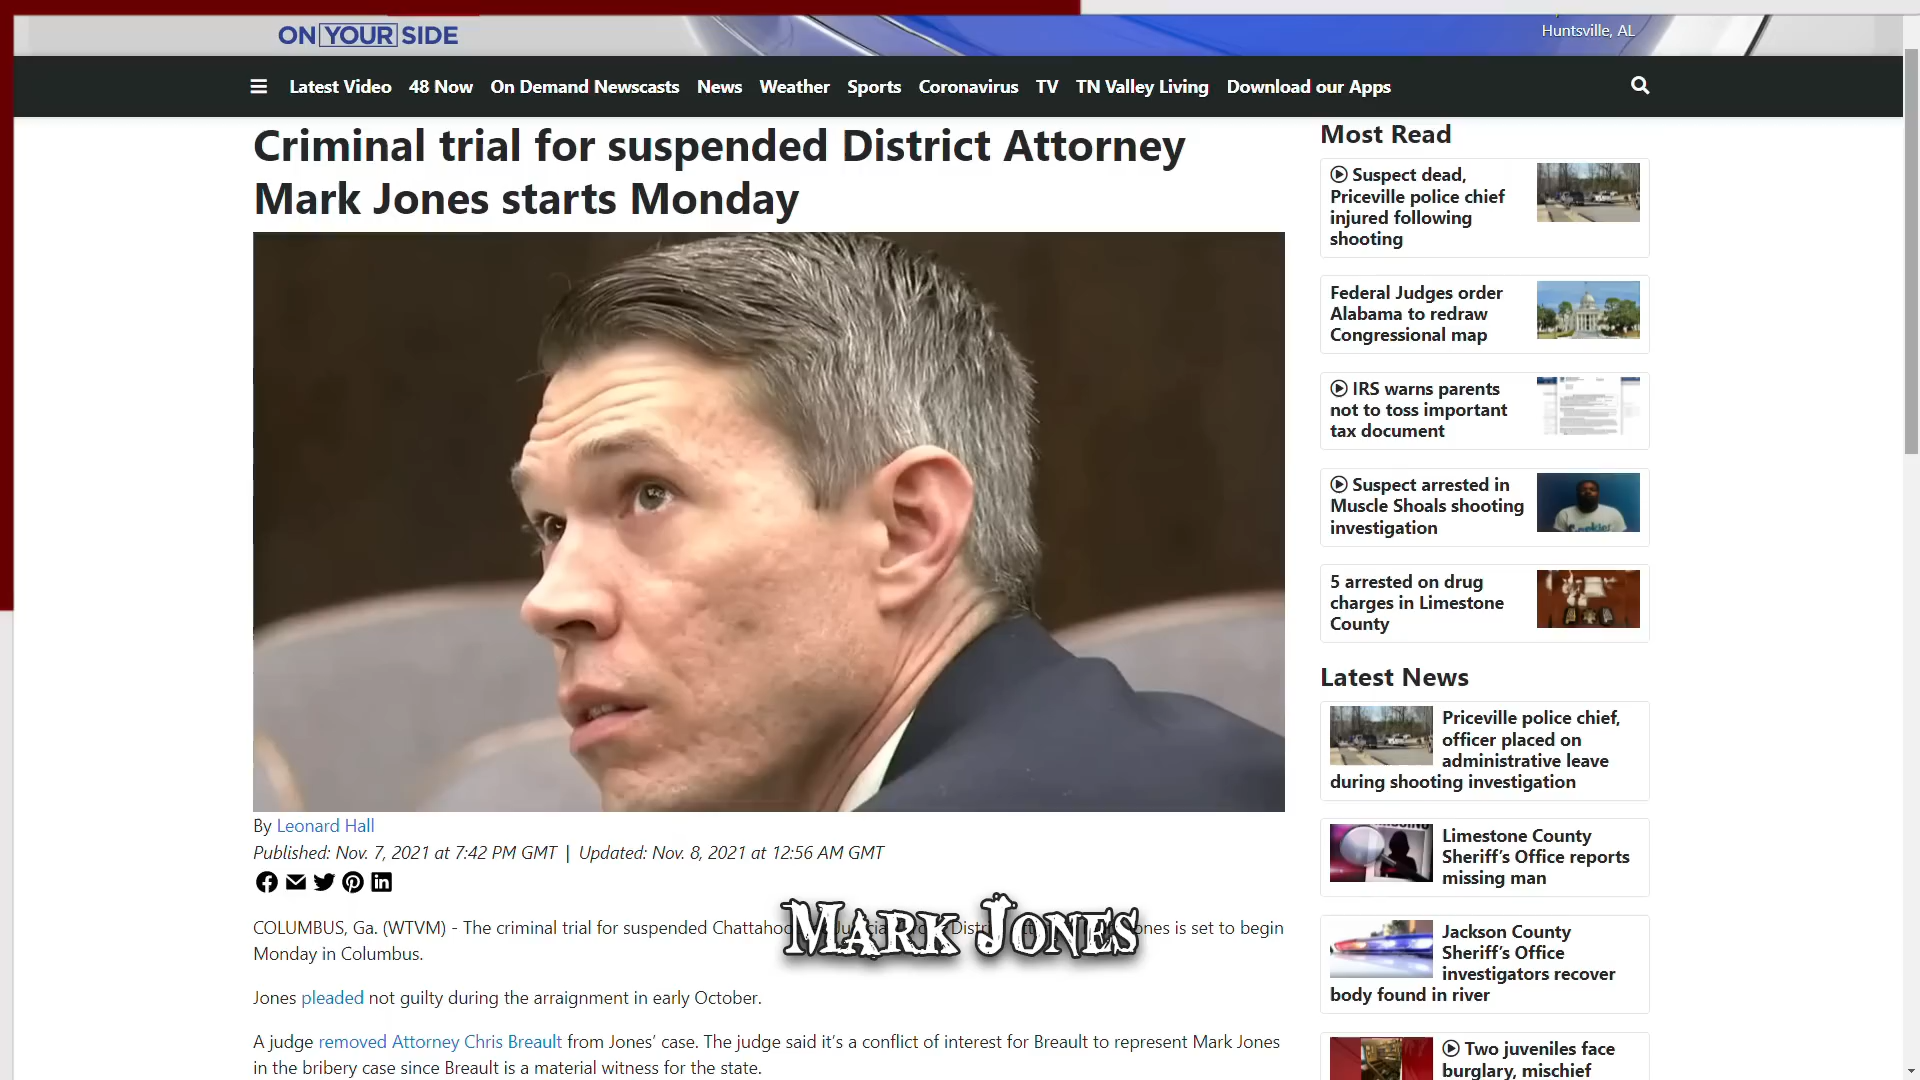 ON YOUR SIDE
Huntsville, AL
Latest Video 48 Now On Demand Newscasts News Weather Sports Coronavirus TV TN Valley Living Download our Apps
Criminal trial for suspended District Attorney
Mark Jones starts Monday
By Leonard Hall
Published: Nov. 7, 2021 at 7:42 PM GMT | Updated: Nov. 8, 2021 at 12:56 AM GMT
COLUMBUS, Ga. (WTVM) - The criminal trial for suspended Chattahoo is set to begin
Monday in Columbus.
MARK JONES
Jones pleaded not guilty during the arraignment in early October.
A judge removed Attorney Chris Breault from Jones' case. The judge said it's a conflict of interest for Breault to represent Mark Jones
in the bribery case since Breault is a material witness for the state.
Most Read
Suspect dead,
Priceville police chief
injured following
shooting
Federal Judges order
Alabama to redraw
Congressional map
IRS warns parents
not to toss important
tax document
Suspect arrested in
Muscle Shoals shooting
investigation
5 arrested on drug
charges in Limestone
County
Latest News
Priceville police chief,
officer placed on
administrative leave
during shooting investigation
Limestone County
Sheriff's Office reports
missing man
Jackson County
Sheriff's Office
investigators recover
body found in river
Two juveniles face
burglary, mischief